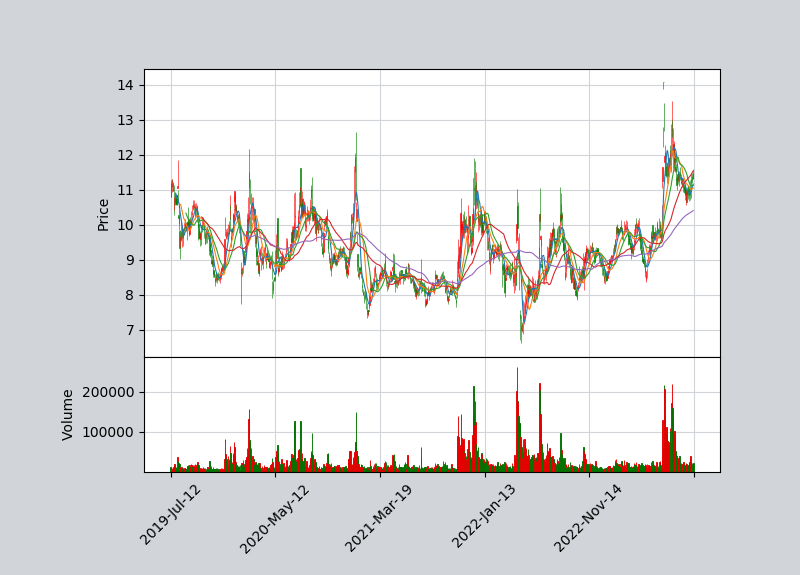 14
13
12
11
10
9
8
7
Price
200000
100000
Volume
2019-Jul-12
2020-May-12
2021-Mar-19
2022-Jan-13
2022-Nov-14